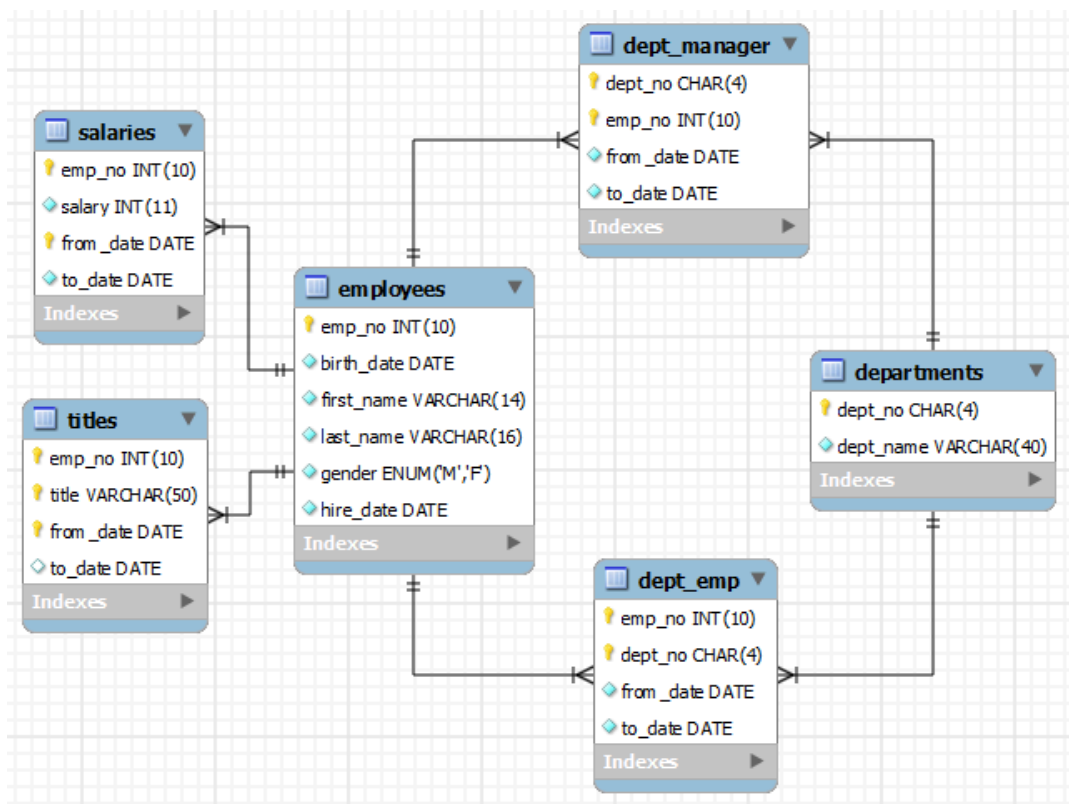 dept_manager
dept_no CHAR(4)
emp_no INT(10)
from_date DATE
to_date DATE
Indexes
salaries
emp_no INT(10)
salary INT(11)
from_date DATE
to_date DATE
Indexes
employees
emp_no INT(10)
birth_date DATE
first_name VARCHAR(14)
last_name VARCHAR(16)
gender ENUM('M','F')
hire_date DATE
Indexes
departments
dept_no CHAR(4)
dept_name VARCHAR(40)
Indexes
titles
emp_no INT(10)
title VARCHAR(50)
from_date DATE
to_date DATE
Indexes
dept_emp
emp_no INT(10)
dept_no CHAR(4)
from_date DATE
to_date DATE
Indexes